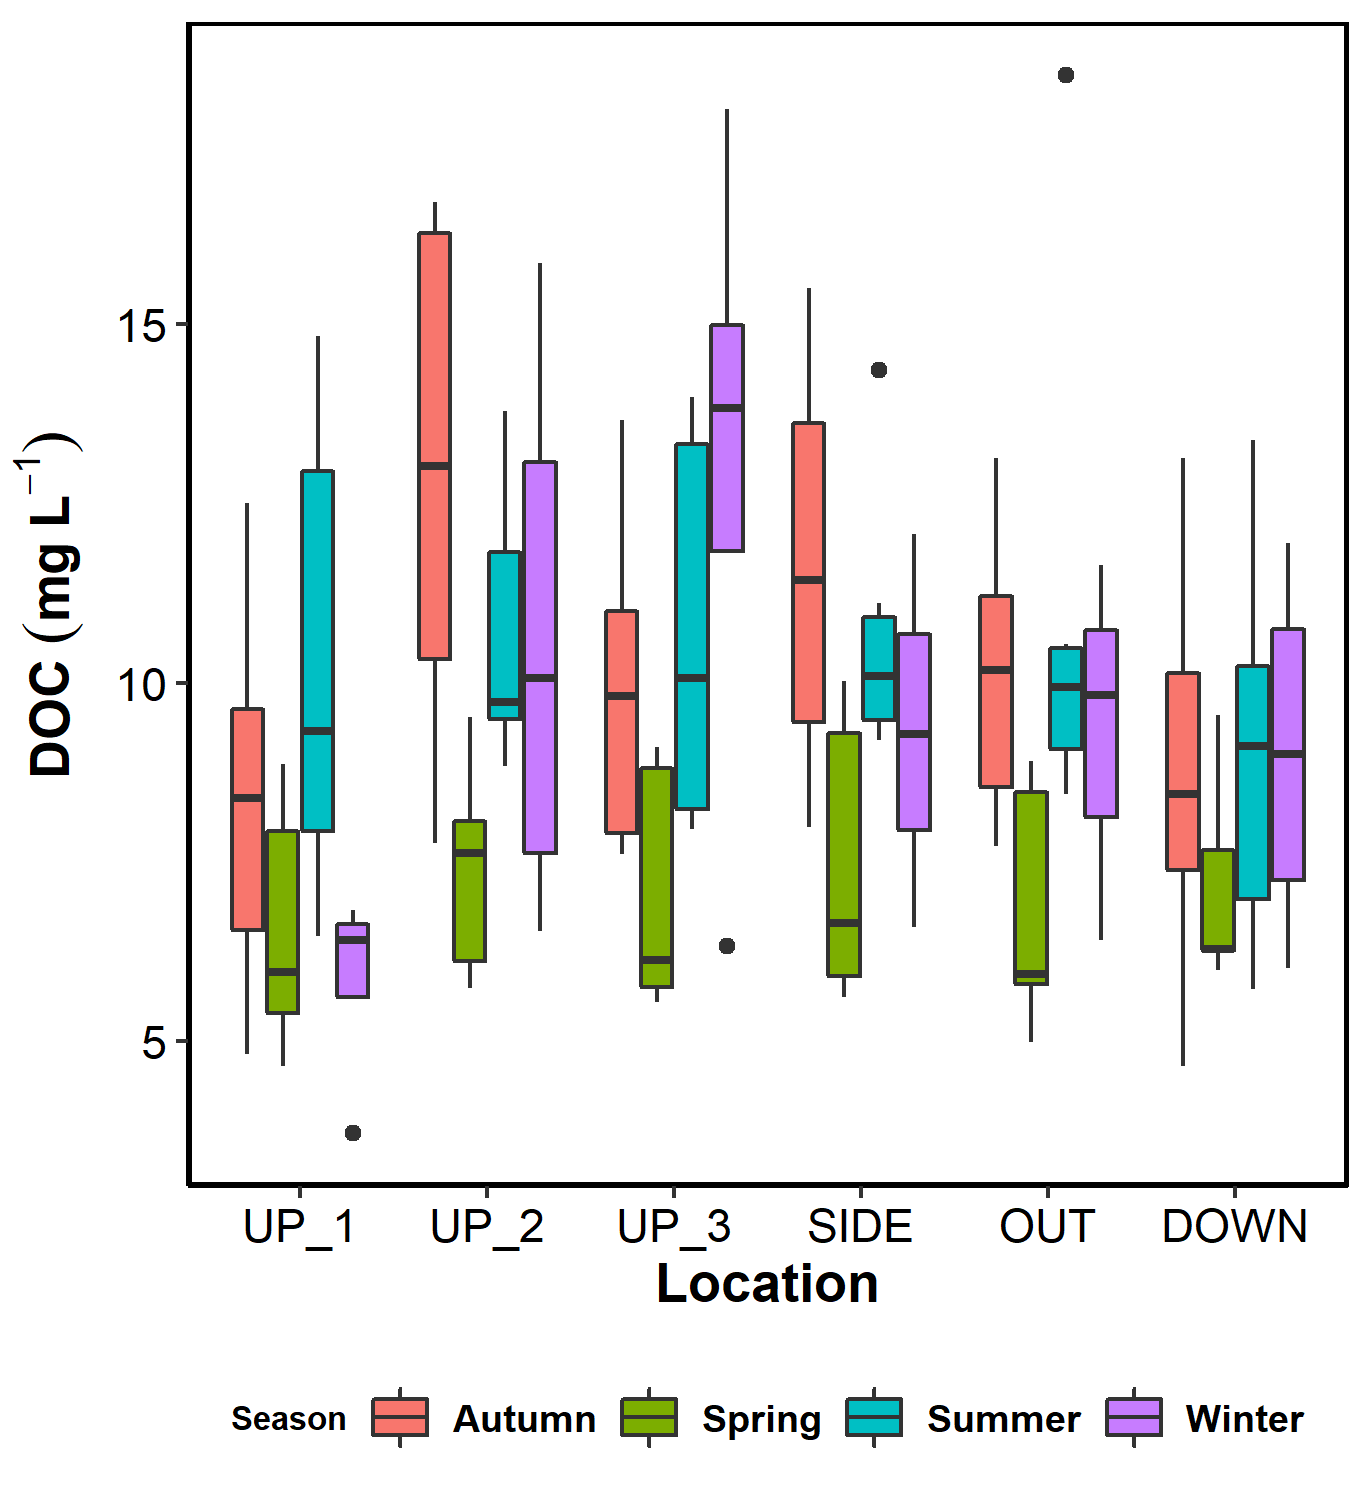 DOC (mg L⁻¹)
15
10
5
UP_1 UP_2 UP_3 SIDE OUT DOWN
Location
Season Autumn Spring Summer Winter